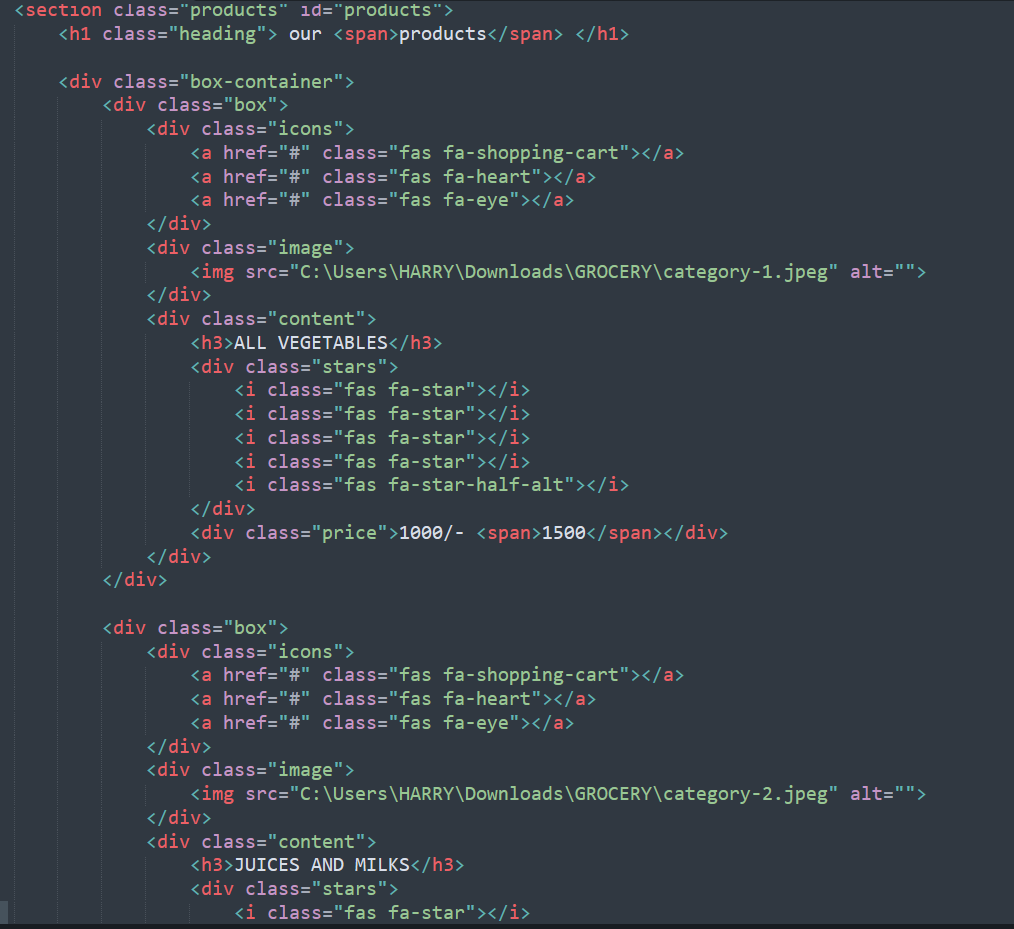 <section class="products" id="products">
<h1 class="heading"> our <span>products</span> </h1>
<div class="box-container">
<div class="box">
<div class="icons">
<a href="#" class="fas fa-shopping-cart"></a>
<a href="#" class="fas fa-heart"></a>
<a href="#" class="fas fa-eye"></a>
</div>
<div class="image">
<img src="C:\Users\HARRY\Downloads\GROCERY\category-1.jpeg" alt="">
</div>
<div class="content">
<h3>ALL VEGETABLES</h3>
<div class="stars">
<i class="fas fa-star"></i>
<i class="fas fa-star"></i>
<i class="fas fa-star"></i>
<i class="fas fa-star"></i>
<i class="fas fa-star-half-alt"></i>
</div>
<div class="price">1000/- <span>1500</span></div>
</div>
</div>
<div class="box">
<div class="icons">
<a href="#" class="fas fa-shopping-cart"></a>
<a href="#" class="fas fa-heart"></a>
<a href="#" class="fas fa-eye"></a>
</div>
<div class="image">
<img src="C:\Users\HARRY\Downloads\GROCERY\category-2.jpeg" alt="">
</div>
<div class="content">
<h3>JUICES AND MILKS</h3>
<div class="stars">
<i class="fas fa-star"></i>